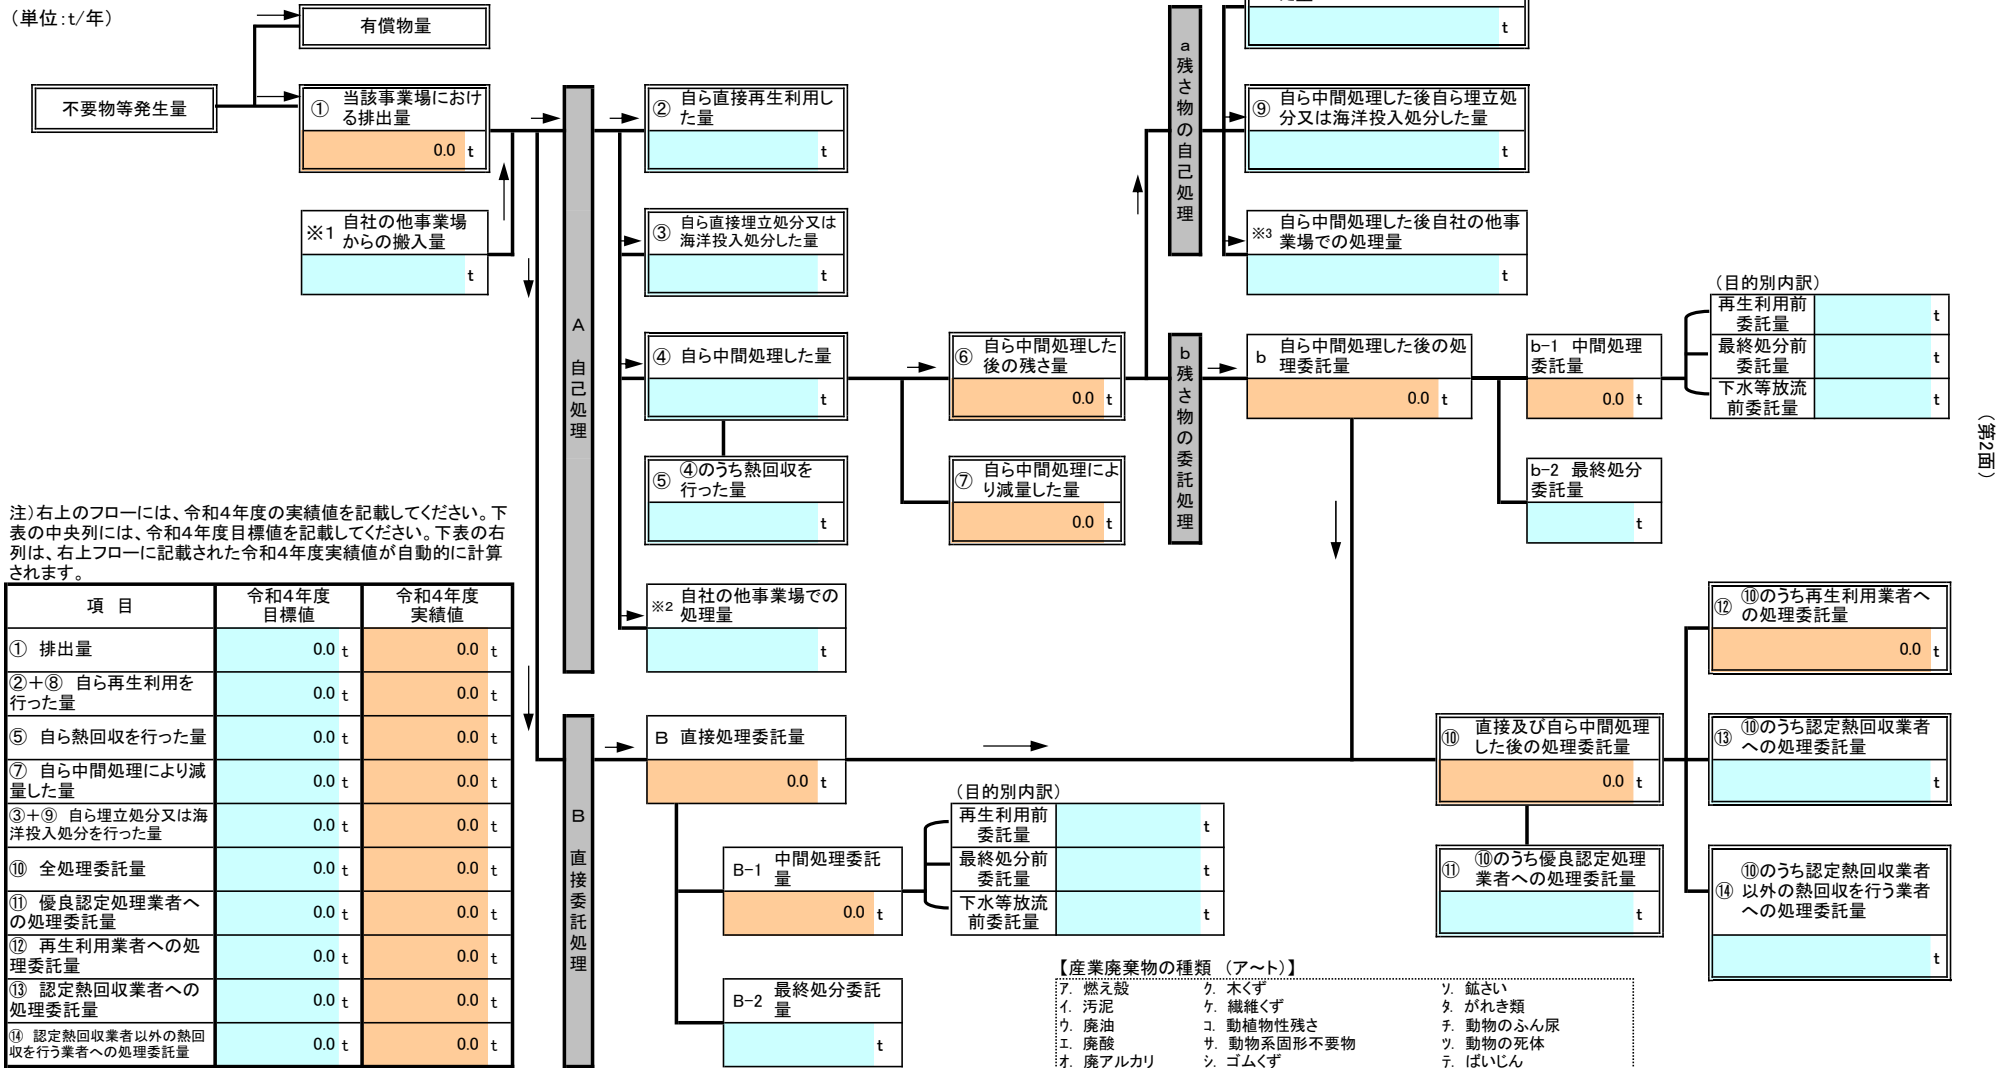 (単位:t/年)
有償物量
不要物等発生量
① 当該事業場におけ
る排出量
0.0 t
※1 自社の他事業場
からの搬入量
t
A 自己処理
② 自ら直接再生利用し
た量
t
③ 自ら直接埋立処分又は
海洋投入処分した量
t
④ 自ら中間処理した量
t
⑤ ④のうち熱回収を
行った量
t
※2 自社の他事業場での
処理量
t
⑥ 自ら中間処理した
後の残さ量
0.0 t
⑦ 自ら中間処理によ
り減量した量
0.0 t
a残さ物の自己処理
t
⑨ 自ら中間処理した後自ら埋立処
分又は海洋投入処分した量
t
※3 自ら中間処理した後自社の他事
業場での処理量
t
b残さ物の委託処理
b 自ら中間処理した後の処
理委託量
0.0 t
b-1 中間処理
委託量
0.0 t
b-2 最終処分
委託量
t
(目的別内訳)
再生利用前
委託量
t
最終処分前
委託量
t
下水等放流
前委託量
t
(第2面)
注)右上のフローには、令和4年度の実績値を記載してください。下
表の中央列には、令和4年度目標値を記載してください。下表の右
列は、右上フローに記載された令和4年度実績値が自動的に計算
されます。
項 目
令和4年度
目標値
令和4年度
実績値
① 排出量
0.0 t 0.0 t
②+⑧ 自ら再生利用を
行った量
0.0 t 0.0 t
⑤ 自ら熱回収を行った量
0.0 t 0.0 t
⑦ 自ら中間処理により減
量した量
0.0 t 0.0 t
③+⑨ 自ら埋立処分又は海
洋投入処分を行った量
0.0 t 0.0 t
⑩ 全処理委託量
0.0 t 0.0 t
⑪ 優良認定処理業者へ
の処理委託量
0.0 t 0.0 t
⑫ 再生利用業者への処
理委託量
0.0 t 0.0 t
⑬ 認定熱回収業者への
処理委託量
0.0 t 0.0 t
⑭ 認定熱回収業者以外の熱回
収を行う業者への処理委託量
0.0 t 0.0 t
B 直接委託処理
B 直接処理委託量
0.0 t
B-1 中間処理委託
量
0.0 t
B-2 最終処分委託
量
t
(目的別内訳)
再生利用前
委託量
t
最終処分前
委託量
t
下水等放流
前委託量
t
⑩ 直接及び自ら中間処理
した後の処理委託量
0.0 t
⑪ ⑩のうち優良認定処理
業者への処理委託量
t
⑫ ⑩のうち再生利用業者へ
の処理委託量
0.0 t
⑬ ⑩のうち認定熱回収業者
への処理委託量
t
⑭ ⑩のうち認定熱回収業者
以外の熱回収を行う業者
への処理委託量
t
【産業廃棄物の種類 (ア~ト)】
ア. 燃え殻 ク. 木くず ソ. 鉱さい
イ. 汚泥 ケ. 繊維くず タ. がれき類
ウ. 廃油 コ. 動植物性残さ チ. 動物のふん尿
エ. 廃酸 サ. 動物系固形不要物 ツ. 動物の死体
オ. 廃アルカリ シ. ゴムくず テ. ばいじん